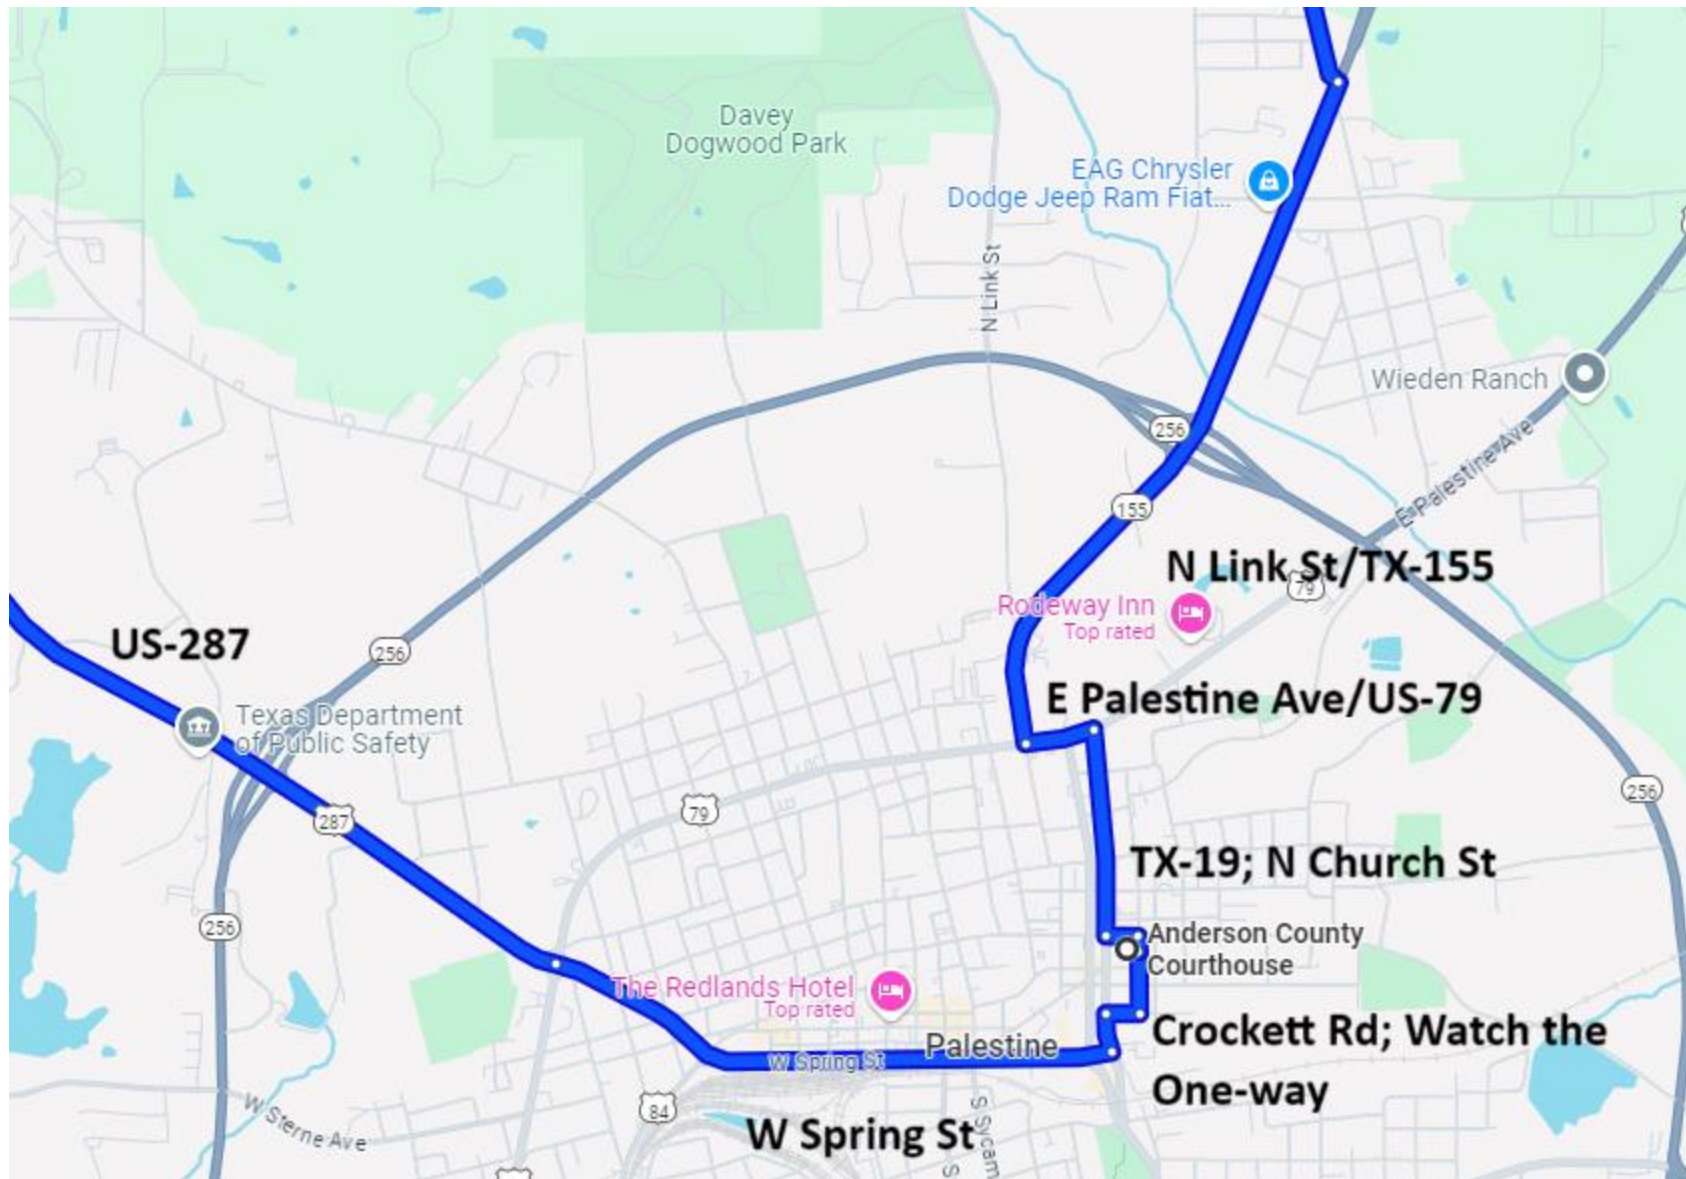 Davey
Dogwood Park
EAG Chrysler
Dodge Jeep Ram Fiat...
N Link St
Wieden Ranch
256
E Palestine Ave
155
N Link St/TX-155
79
Rodeway Inn
Top rated
US-287
256
E Palestine Ave/US-79
Texas Department
of Public Safety
256
79
287
TX-19; N Church St
256
Anderson County
Courthouse
The Redlands Hotel
Top rated
Crockett Rd; Watch the
One-way
Palestine
W Spring St
84
W Sterne Ave
W Spring St
S Sycam
S